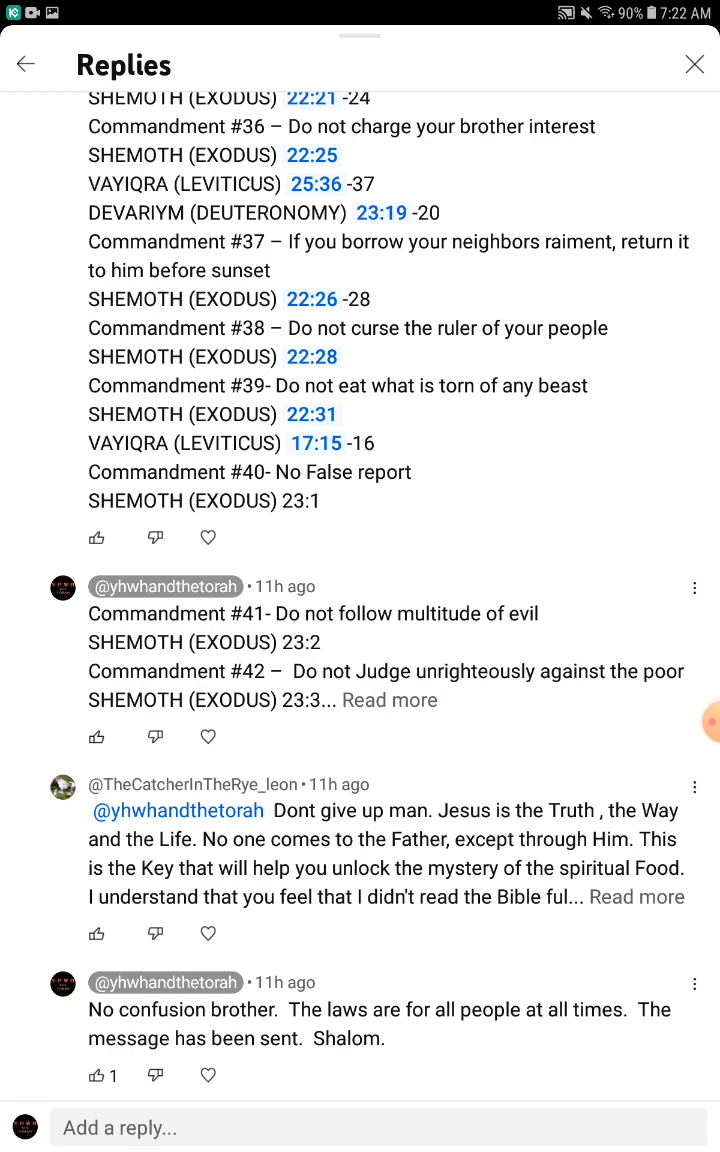 90% 7:22 AM
Replies
SHEMOTH (EXODUS) 22:21 -24
Commandment #36 – Do not charge your brother interest
SHEMOTH (EXODUS) 22:25
VAYIQRA (LEVITICUS) 25:36 -37
DEVARIYM (DEUTERONOMY) 23:19 -20
Commandment #37 – If you borrow your neighbors raiment, return it
to him before sunset
SHEMOTH (EXODUS) 22:26 -28
Commandment #38 – Do not curse the ruler of your people
SHEMOTH (EXODUS) 22:28
Commandment #39- Do not eat what is torn of any beast
SHEMOTH (EXODUS) 22:31
VAYIQRA (LEVITICUS) 17:15 -16
Commandment #40- No False report
SHEMOTH (EXODUS) 23:1
@yhwhandthetorah • 11h ago
Commandment #41- Do not follow multitude of evil
SHEMOTH (EXODUS) 23:2
Commandment #42 – Do not Judge unrighteously against the poor
SHEMOTH (EXODUS) 23:3... Read more
@TheCatcherInTheRye_leon • 11h ago
@yhwhandthetorah Dont give up man. Jesus is the Truth , the Way
and the Life. No one comes to the Father, except through Him. This
is the Key that will help you unlock the mystery of the spiritual Food.
I understand that you feel that I didn't read the Bible ful... Read more
@yhwhandthetorah • 11h ago
No confusion brother. The laws are for all people at all times. The
message has been sent. Shalom.
1
Add a reply...